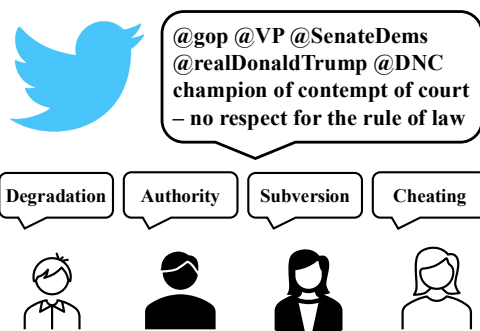 @gop @VP @SenateDems
@realDonaldTrump @DNC
champion of contempt of court
– no respect for the rule of law
Degradation
Authority
Subversion
Cheating